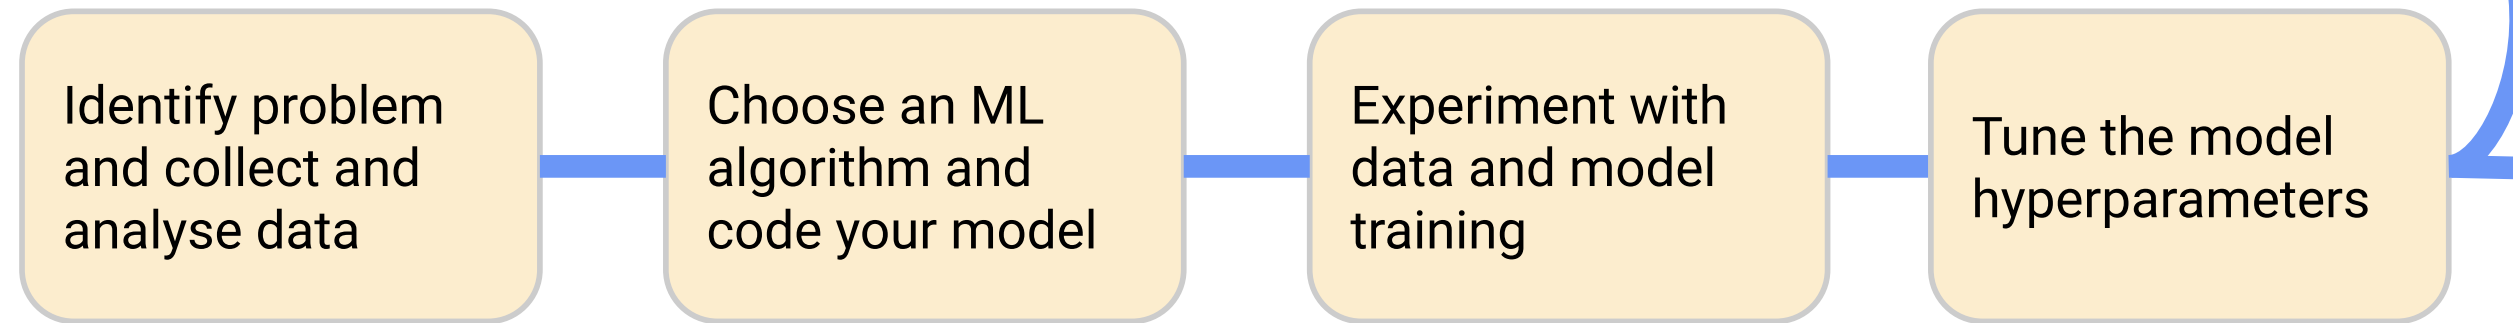 Identify problem
and collect and
analyse data
Choose an ML
algorithm and
code your model
Experiment with
data and model
training
Tune the model
hyperparameters